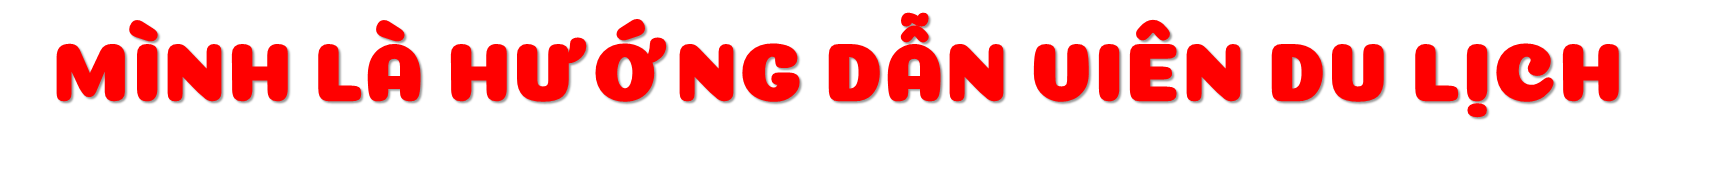 MÌNH LÀ HƯỚNG DẪN VIÊN DU LỊCH